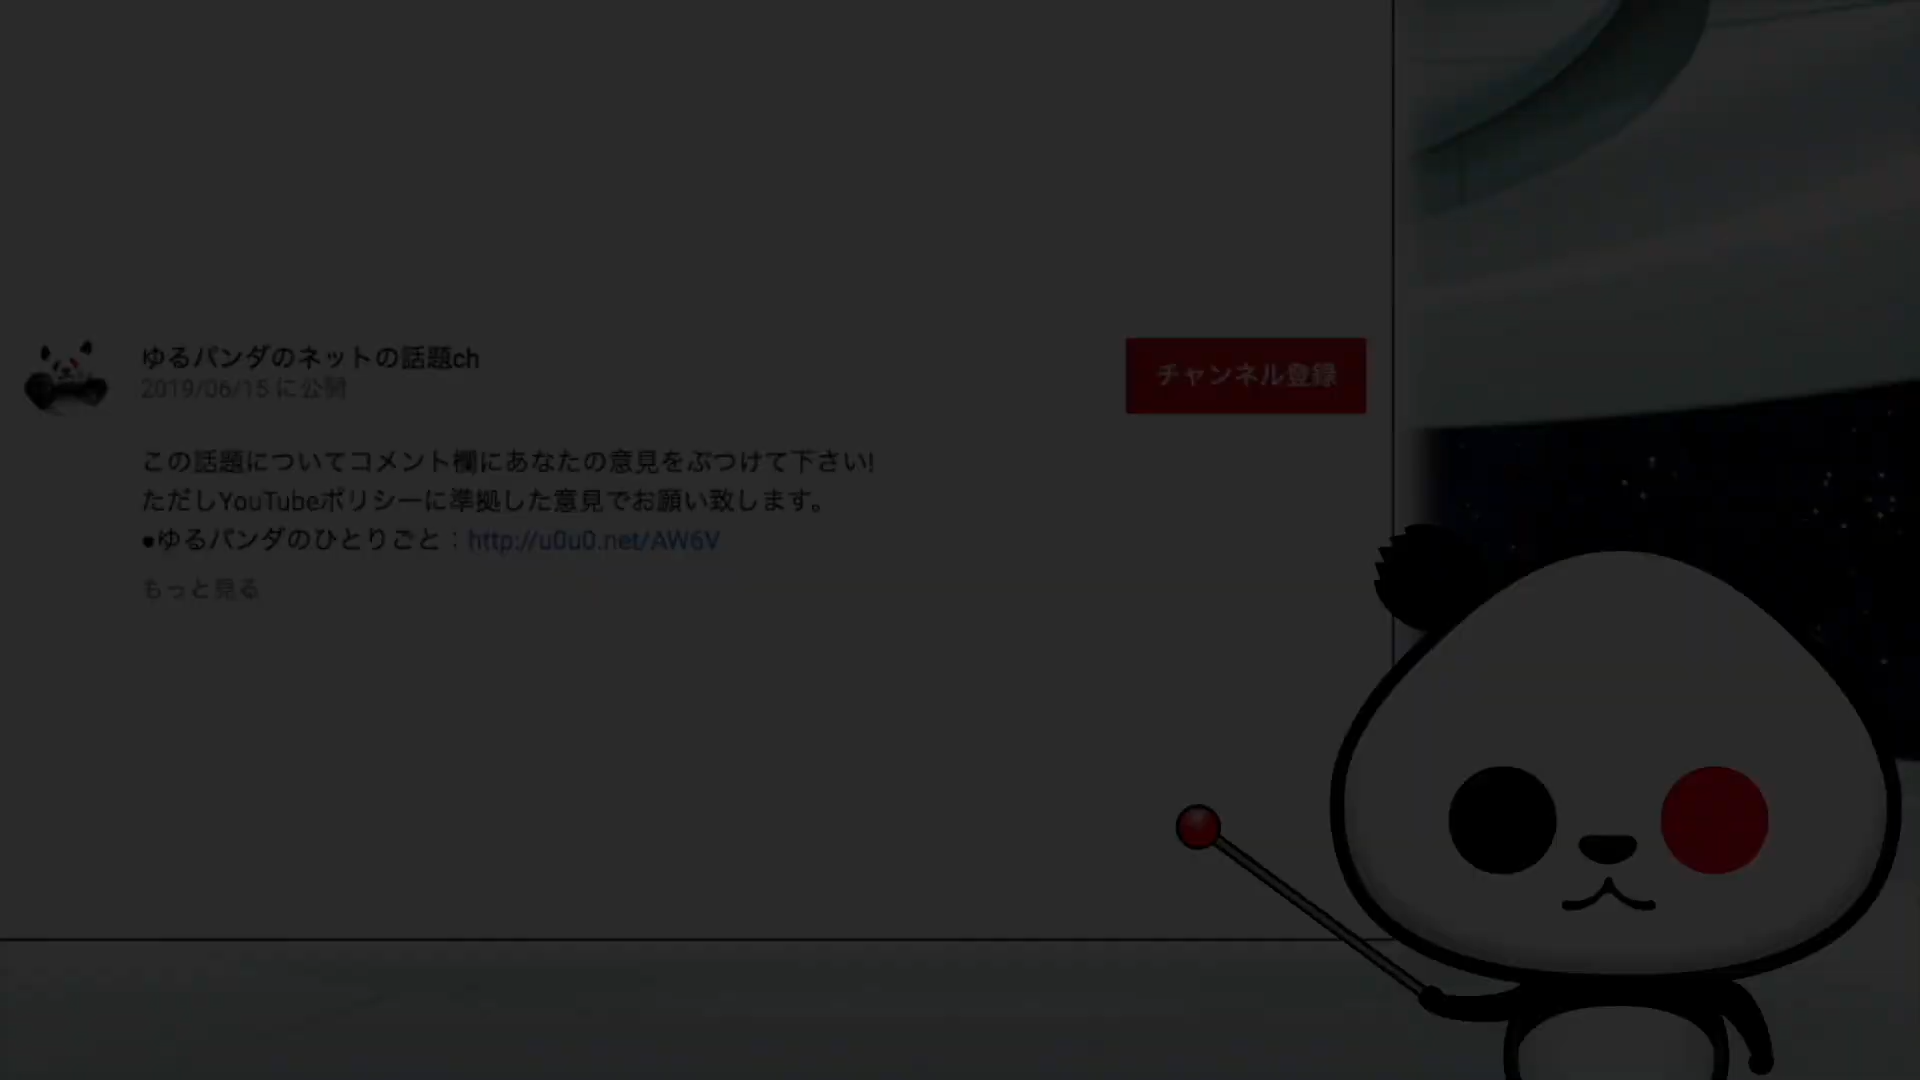 ゆるパンダのネットの話題ch
2019/06/15 に公開
チャンネル登録
この話題についてコメント欄にあなたの意見をぶつけて下さい!
ただしYouTubeポリシーに準拠した意見でお願い致します。
●ゆるパンダのひとりごと：http://u0u0.net/AW6V
もっと見る